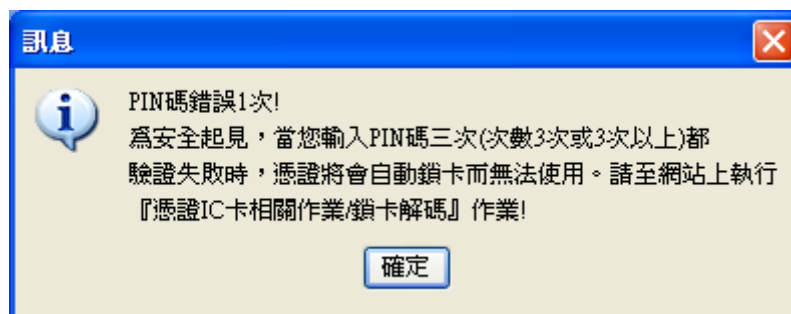 訊息
PIN碼錯誤1次!
為安全起見，當您輸入PIN碼三次(次數3次或3次以上)都
驗證失敗時，憑證將會自動鎖卡而無法使用。請至網站上執行
『憑證IC卡相關作業/鎖卡解碼』作業!
確定